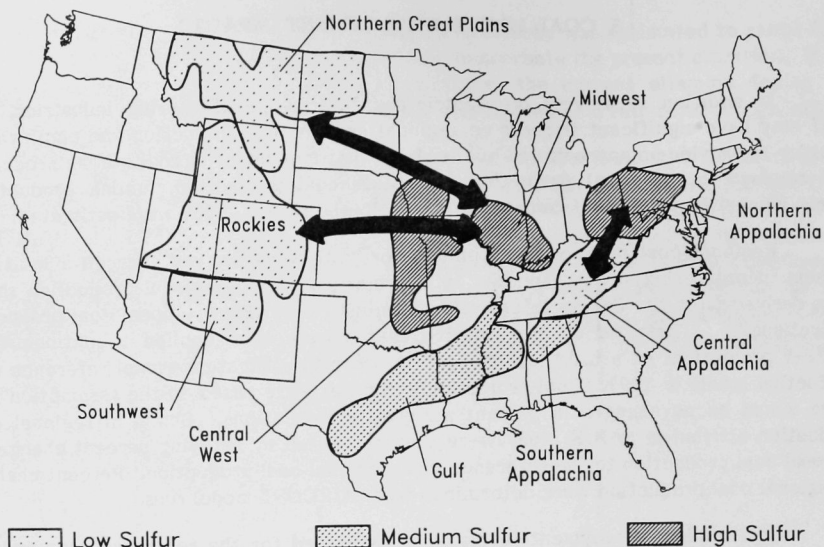 Northern Great Plains
Midwest
Rockies
Northern
Appalachia
Central
Appalachia
Southwest
Central
West
Gulf
Southern
Appalachia
Low Sulfur
Medium Sulfur
High Sulfur